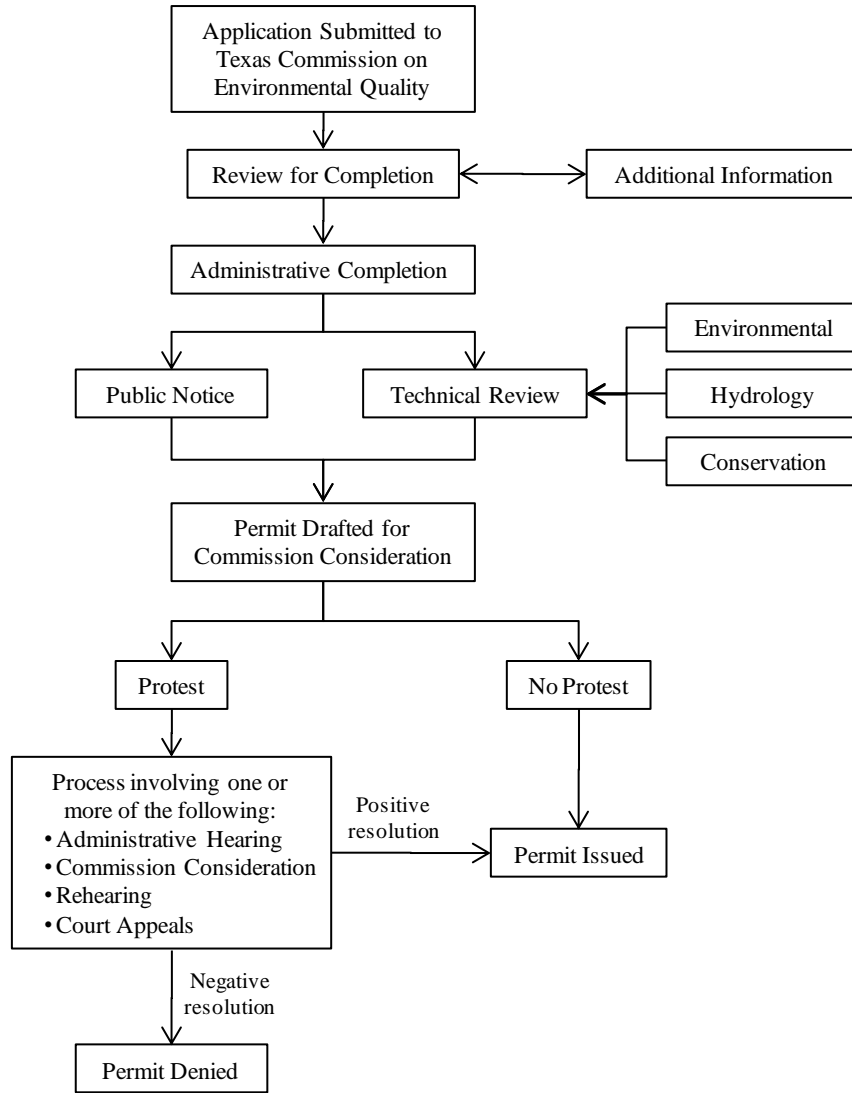 Application Submitted to
Texas Commission on
Environmental Quality
Review for Completion
Additional Information
Administrative Completion
Environmental
Public Notice
Technical Review
Hydrology
Conservation
Permit Drafted for
Commission Consideration
Protest
No Protest
Process involving one or
more of the following:
• Administrative Hearing
• Commission Consideration
• Rehearing
• Court Appeals
Positive
resolution
Permit Issued
Negative
resolution
Permit Denied